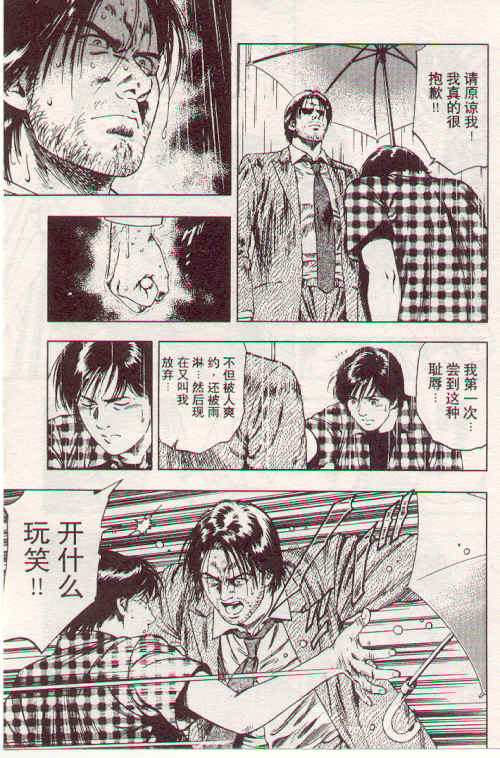 请原谅我！
我真的很
抱歉!!
我第一次…
尝到这种
耻辱…
不但被人爽
约，还被雨
淋…然后现
在又叫我
放弃…
开什么
玩笑!!